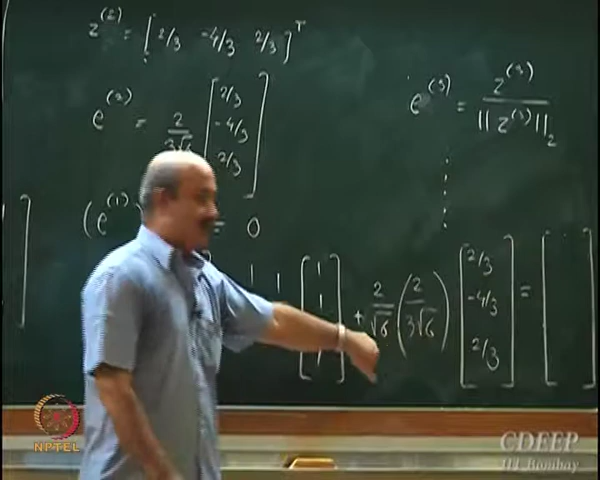 z^(2) = [ 2/3 -4/3 2/3 ]^T
e^(2) = 2/3√6 [ 2/3 -4/3 2/3 ]
e^(3) = z^(3) / ||z^(3)||_2
(e^(1), = 0
1 1 [ 1 1 1 ] + 2/√6 ( 2/3√6 ) [ 2/3 -4/3 2/3 ] = [ ]
NPTEL
CDEEP
IIT Bombay